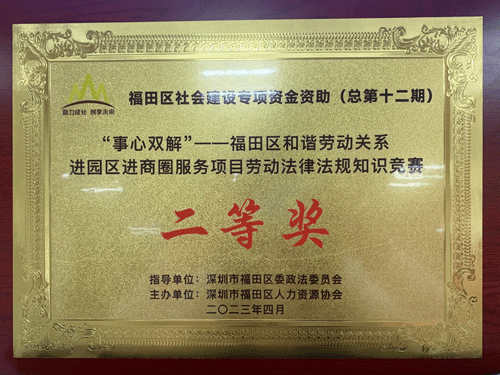 助力成长 创享未来
福田区社会建设专项资金资助（总第十二期）
“事心双解”——福田区和谐劳动关系
进园区进商圈服务项目劳动法律法规知识竞赛
二等奖
指导单位：深圳市福田区委政法委员会
主办单位：深圳市福田区人力资源协会
二〇二三年四月